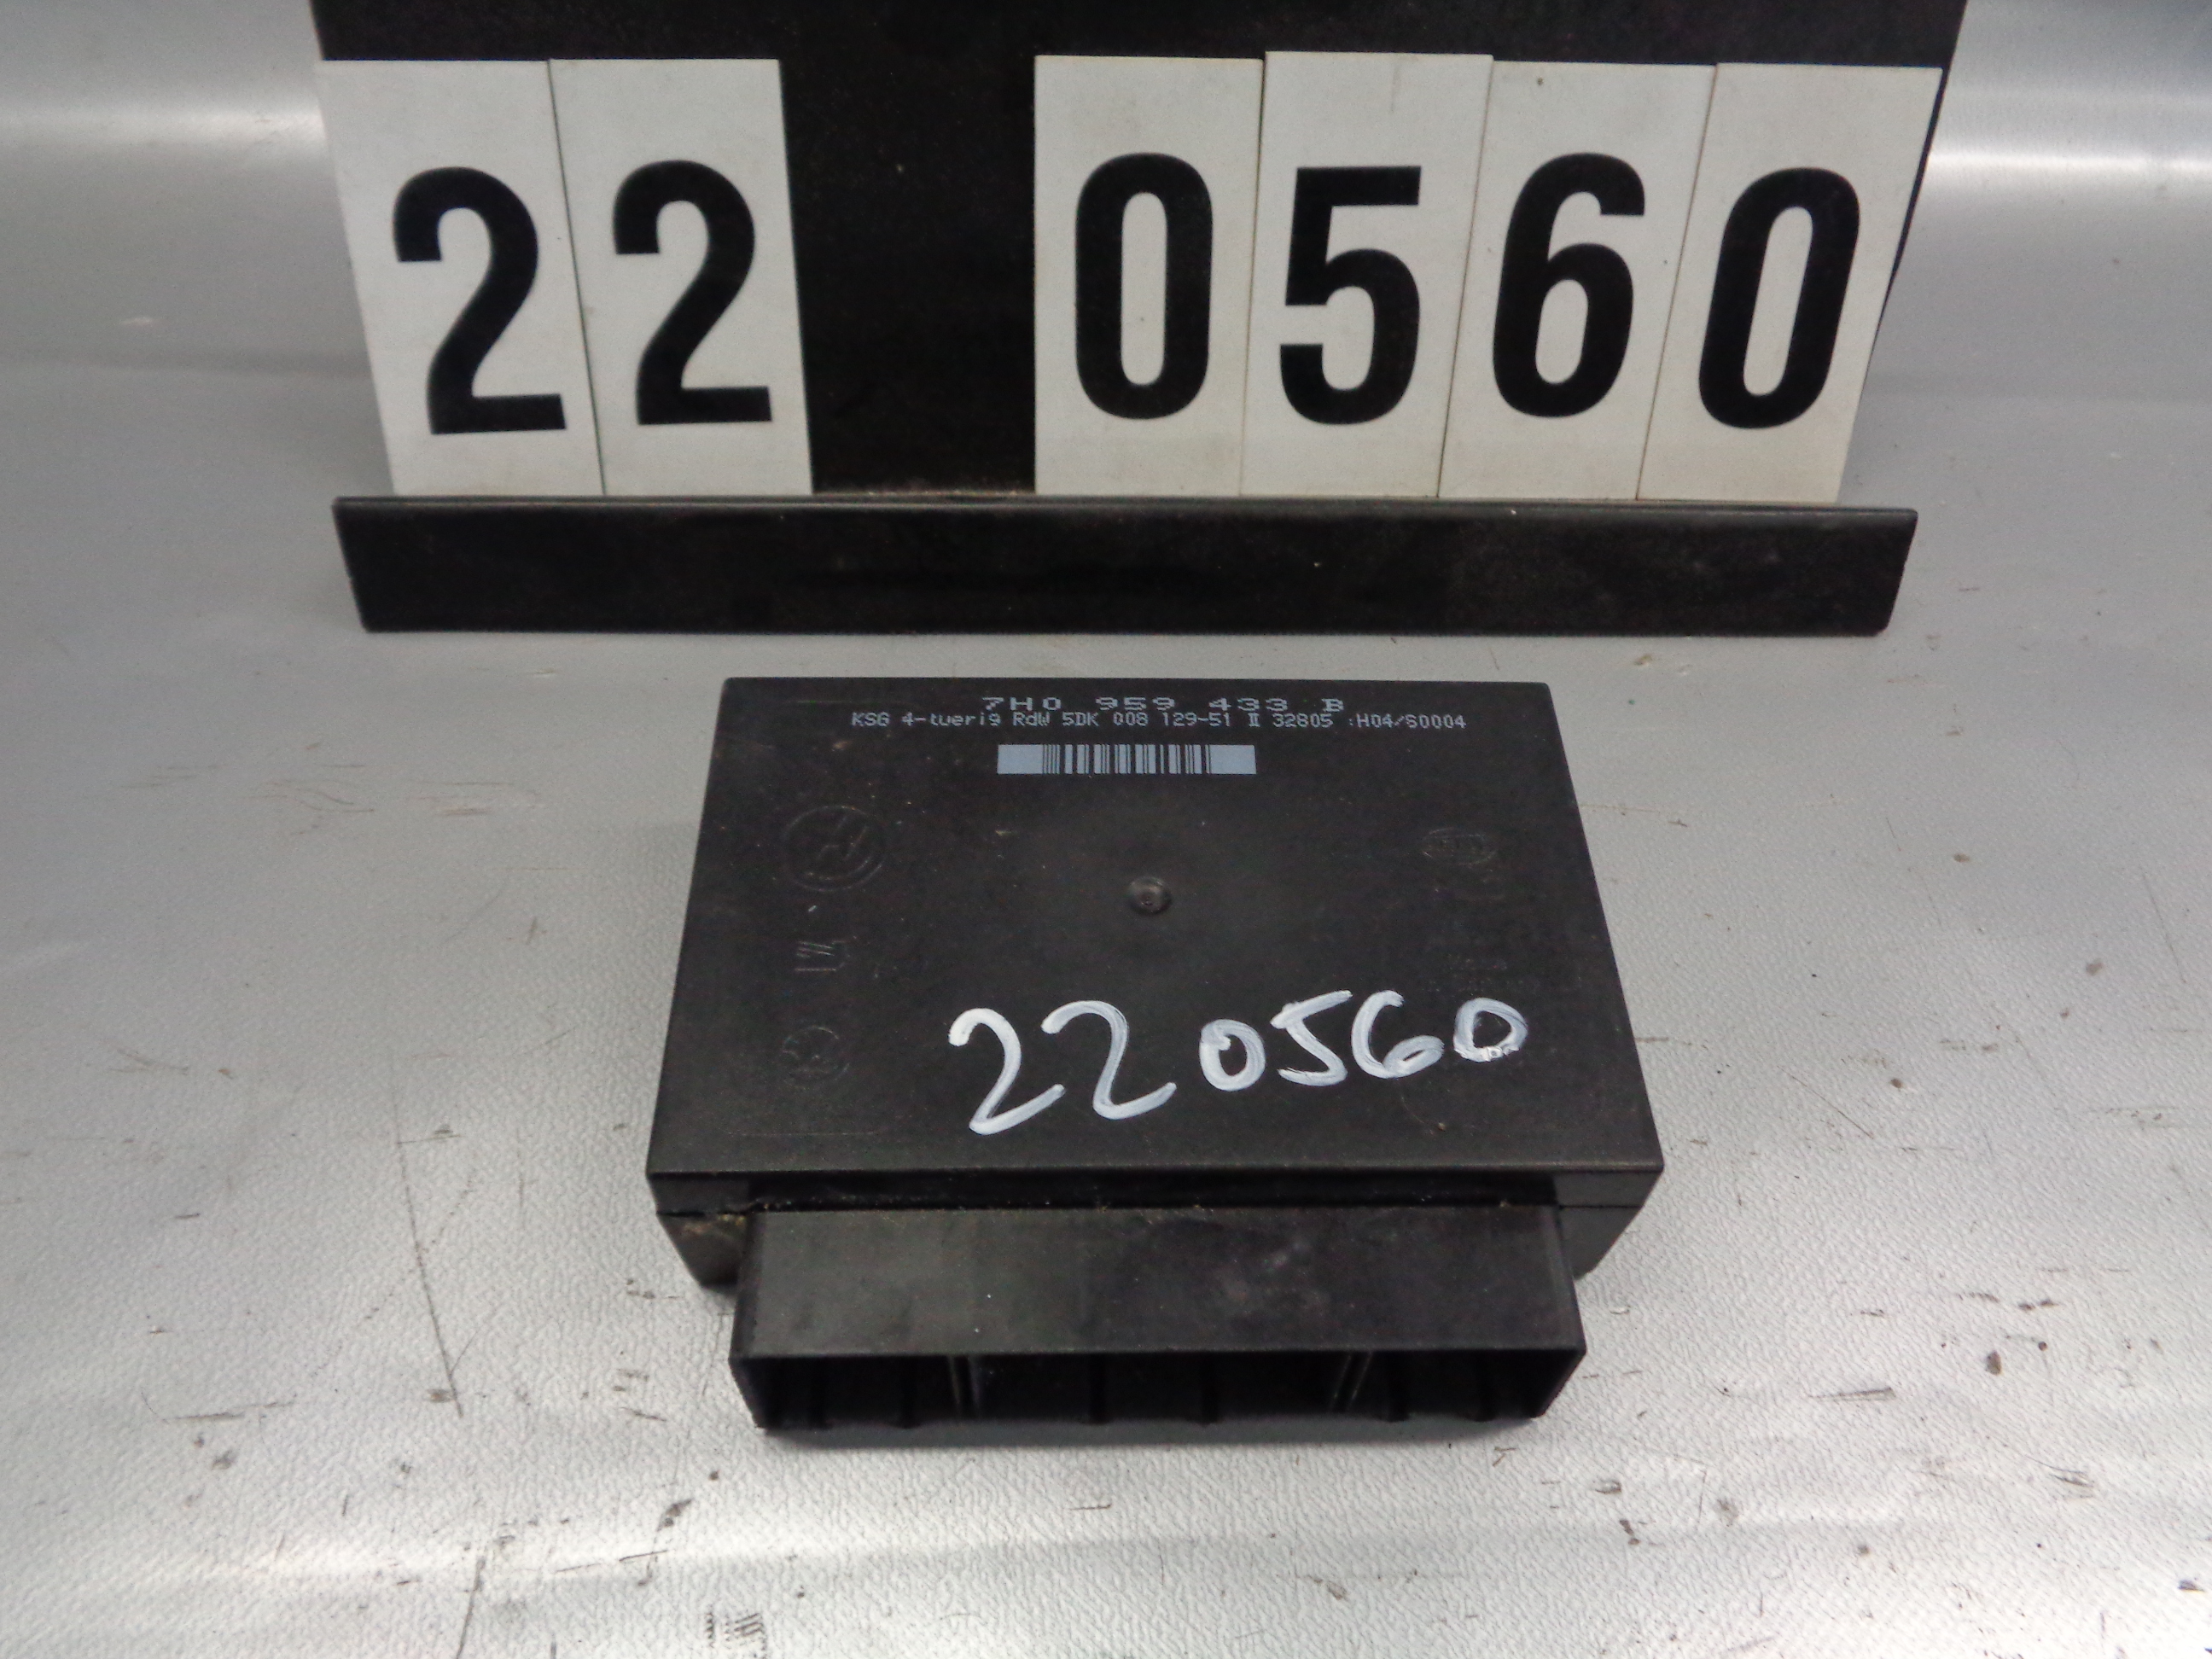 22 0560
7H0 959 433 B
KSG 4-tuerig RdW 5DK 008 129-51 II 32805 :H04/S0004
220560